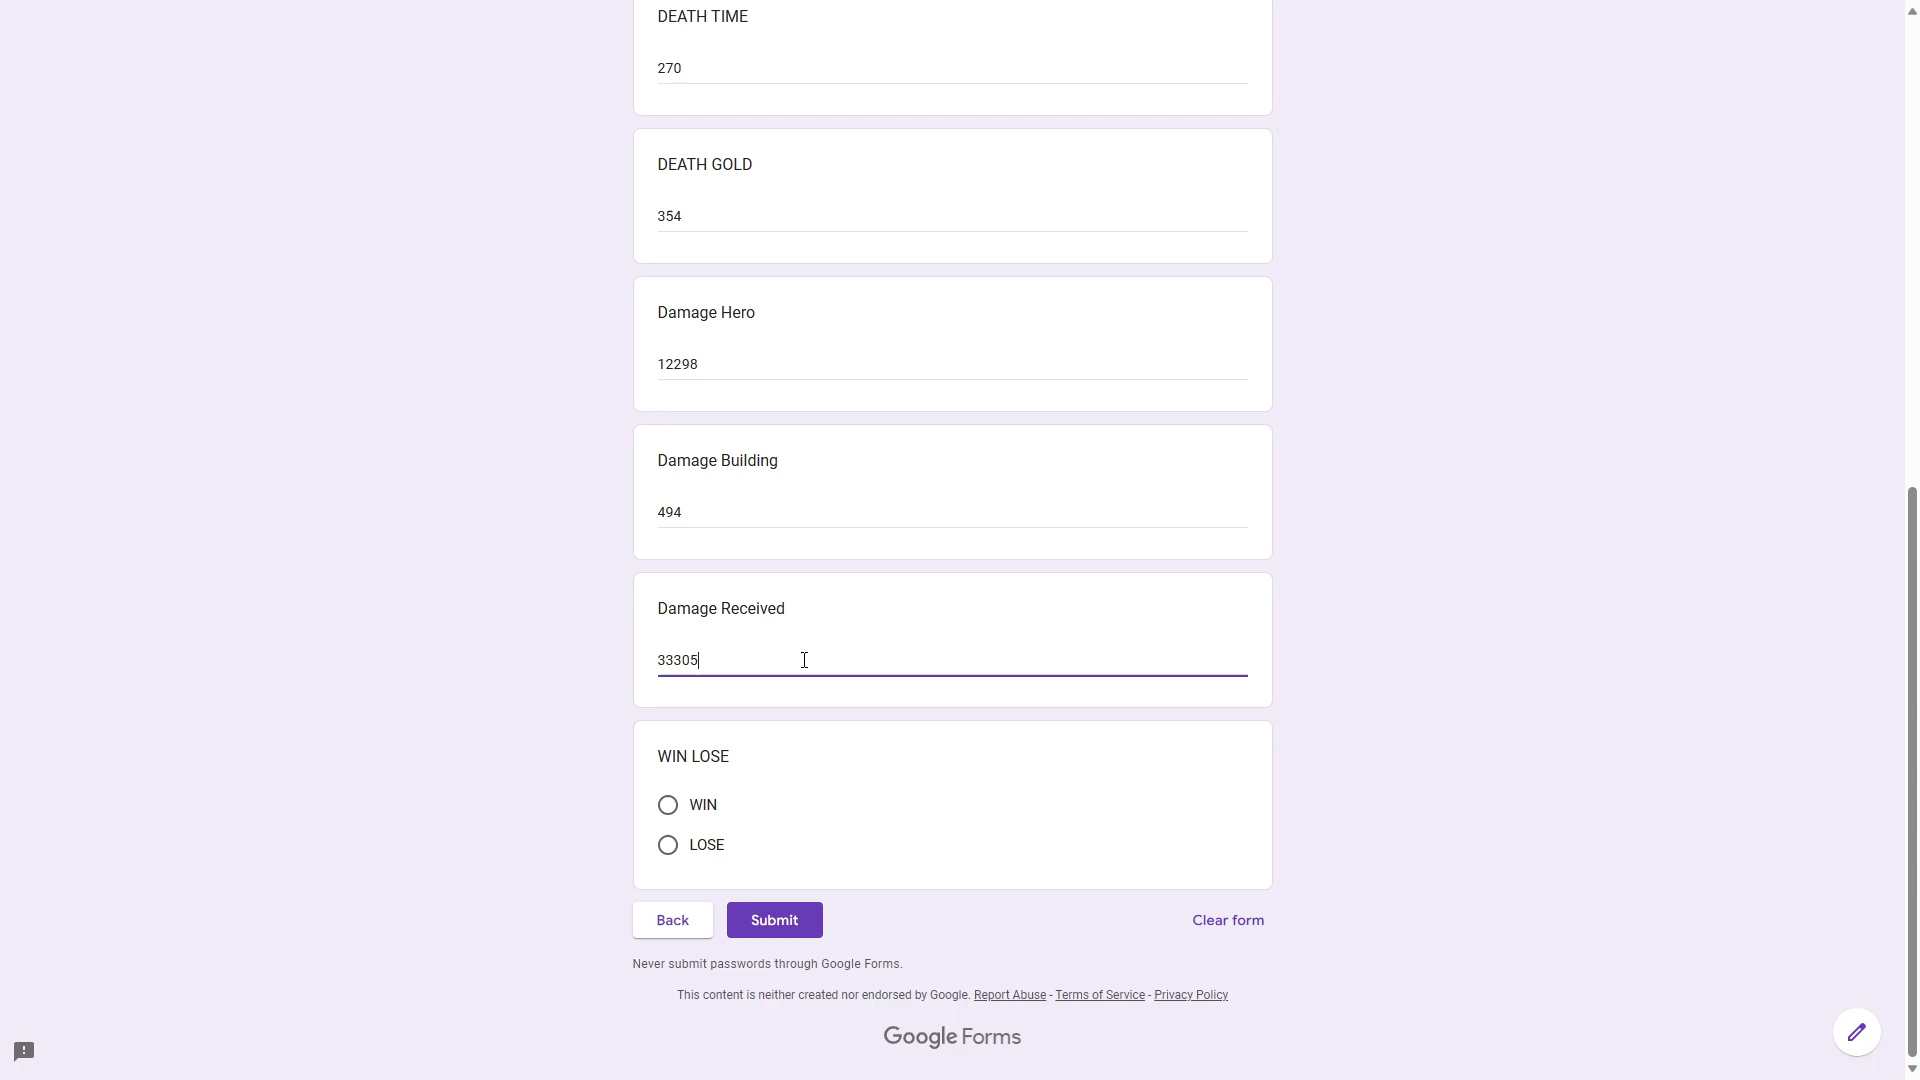 DEATH TIME
270
DEATH GOLD
354
Damage Hero
12298
Damage Building
494
Damage Received
33305
WIN LOSE
WIN
LOSE
Back Submit Clear form
Never submit passwords through Google Forms.
This content is neither created nor endorsed by Google. Report Abuse - Terms of Service - Privacy Policy
Google Forms